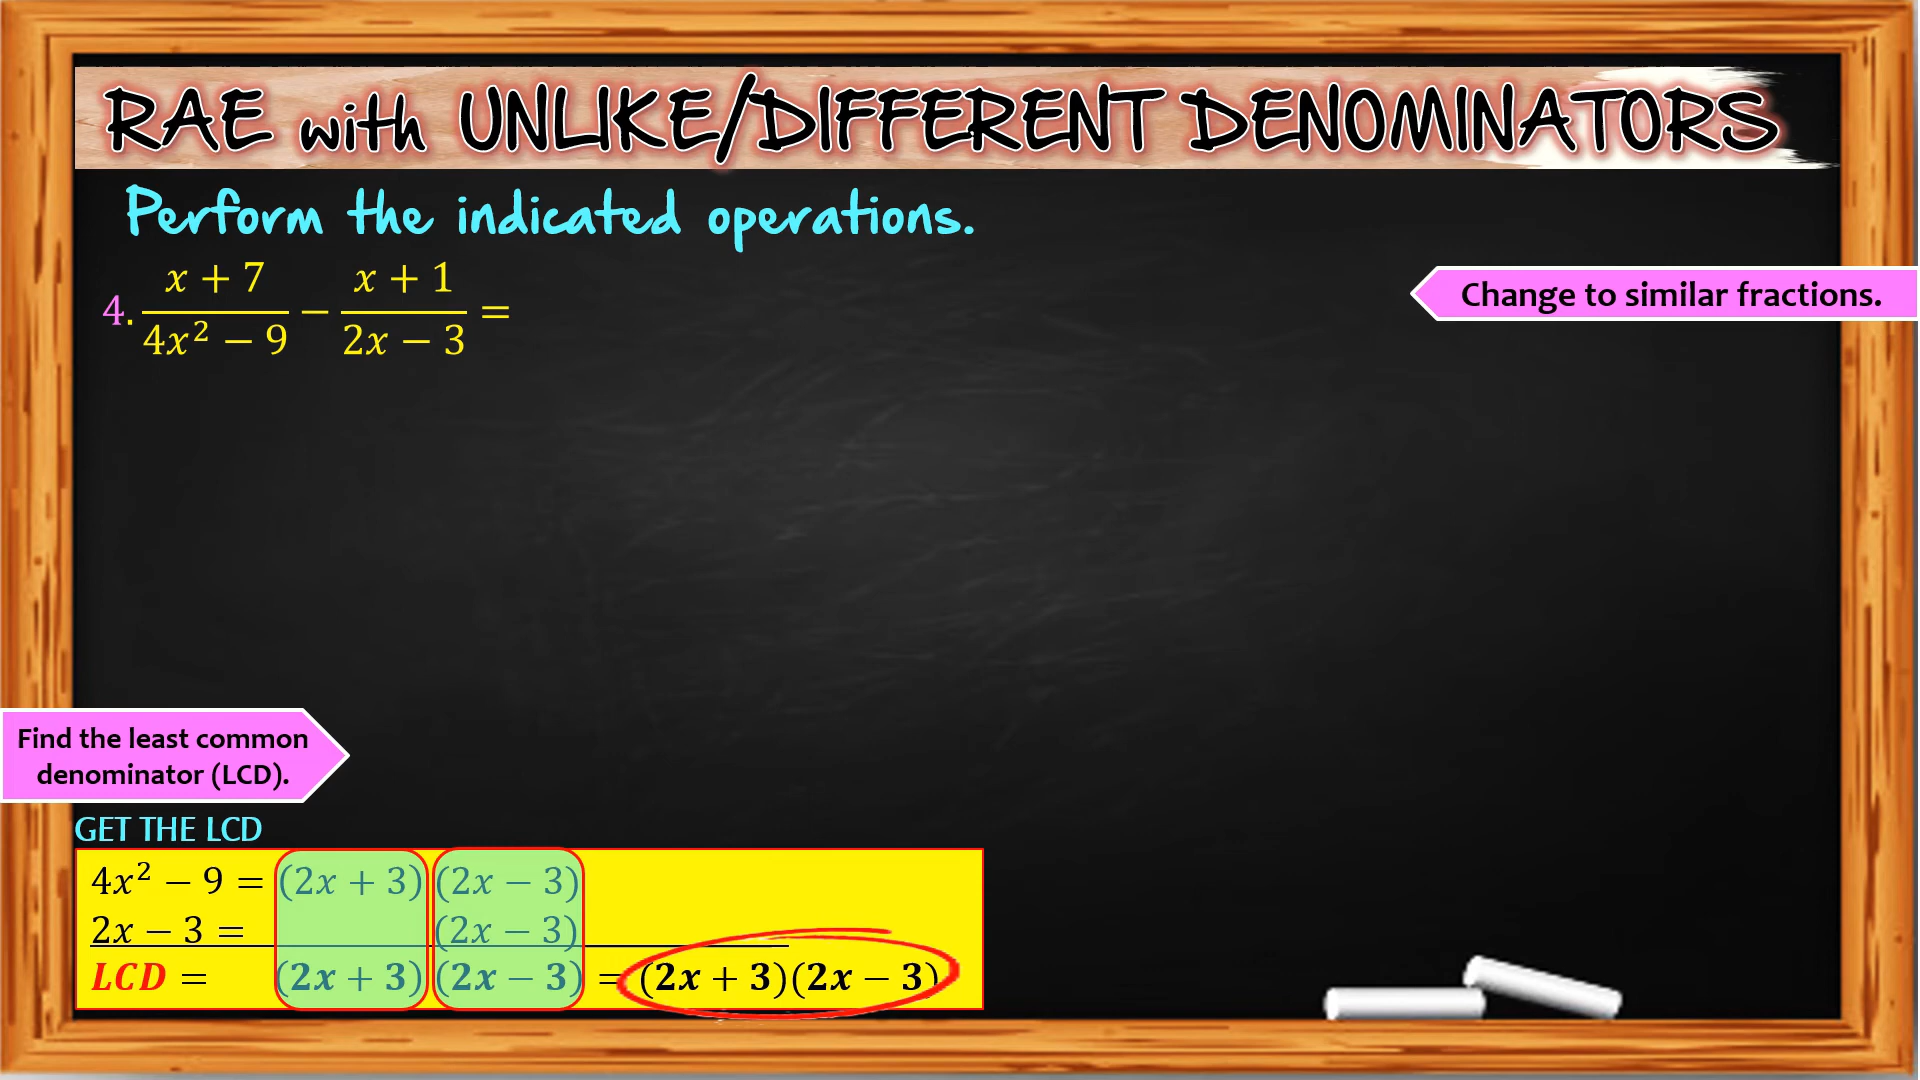 RAE with UNLIKE/DIFFERENT DENOMINATORS
Perform the indicated operations.
4. \frac{x + 7}{4x² − 9} − \frac{x + 1}{2x − 3} =
Change to similar fractions.
Find the least common
denominator (LCD).
GET THE LCD
4x² − 9 = (2x + 3) (2x − 3)
2x − 3 = (2x − 3)
LCD = (2x + 3) (2x − 3) = (2x + 3)(2x − 3)